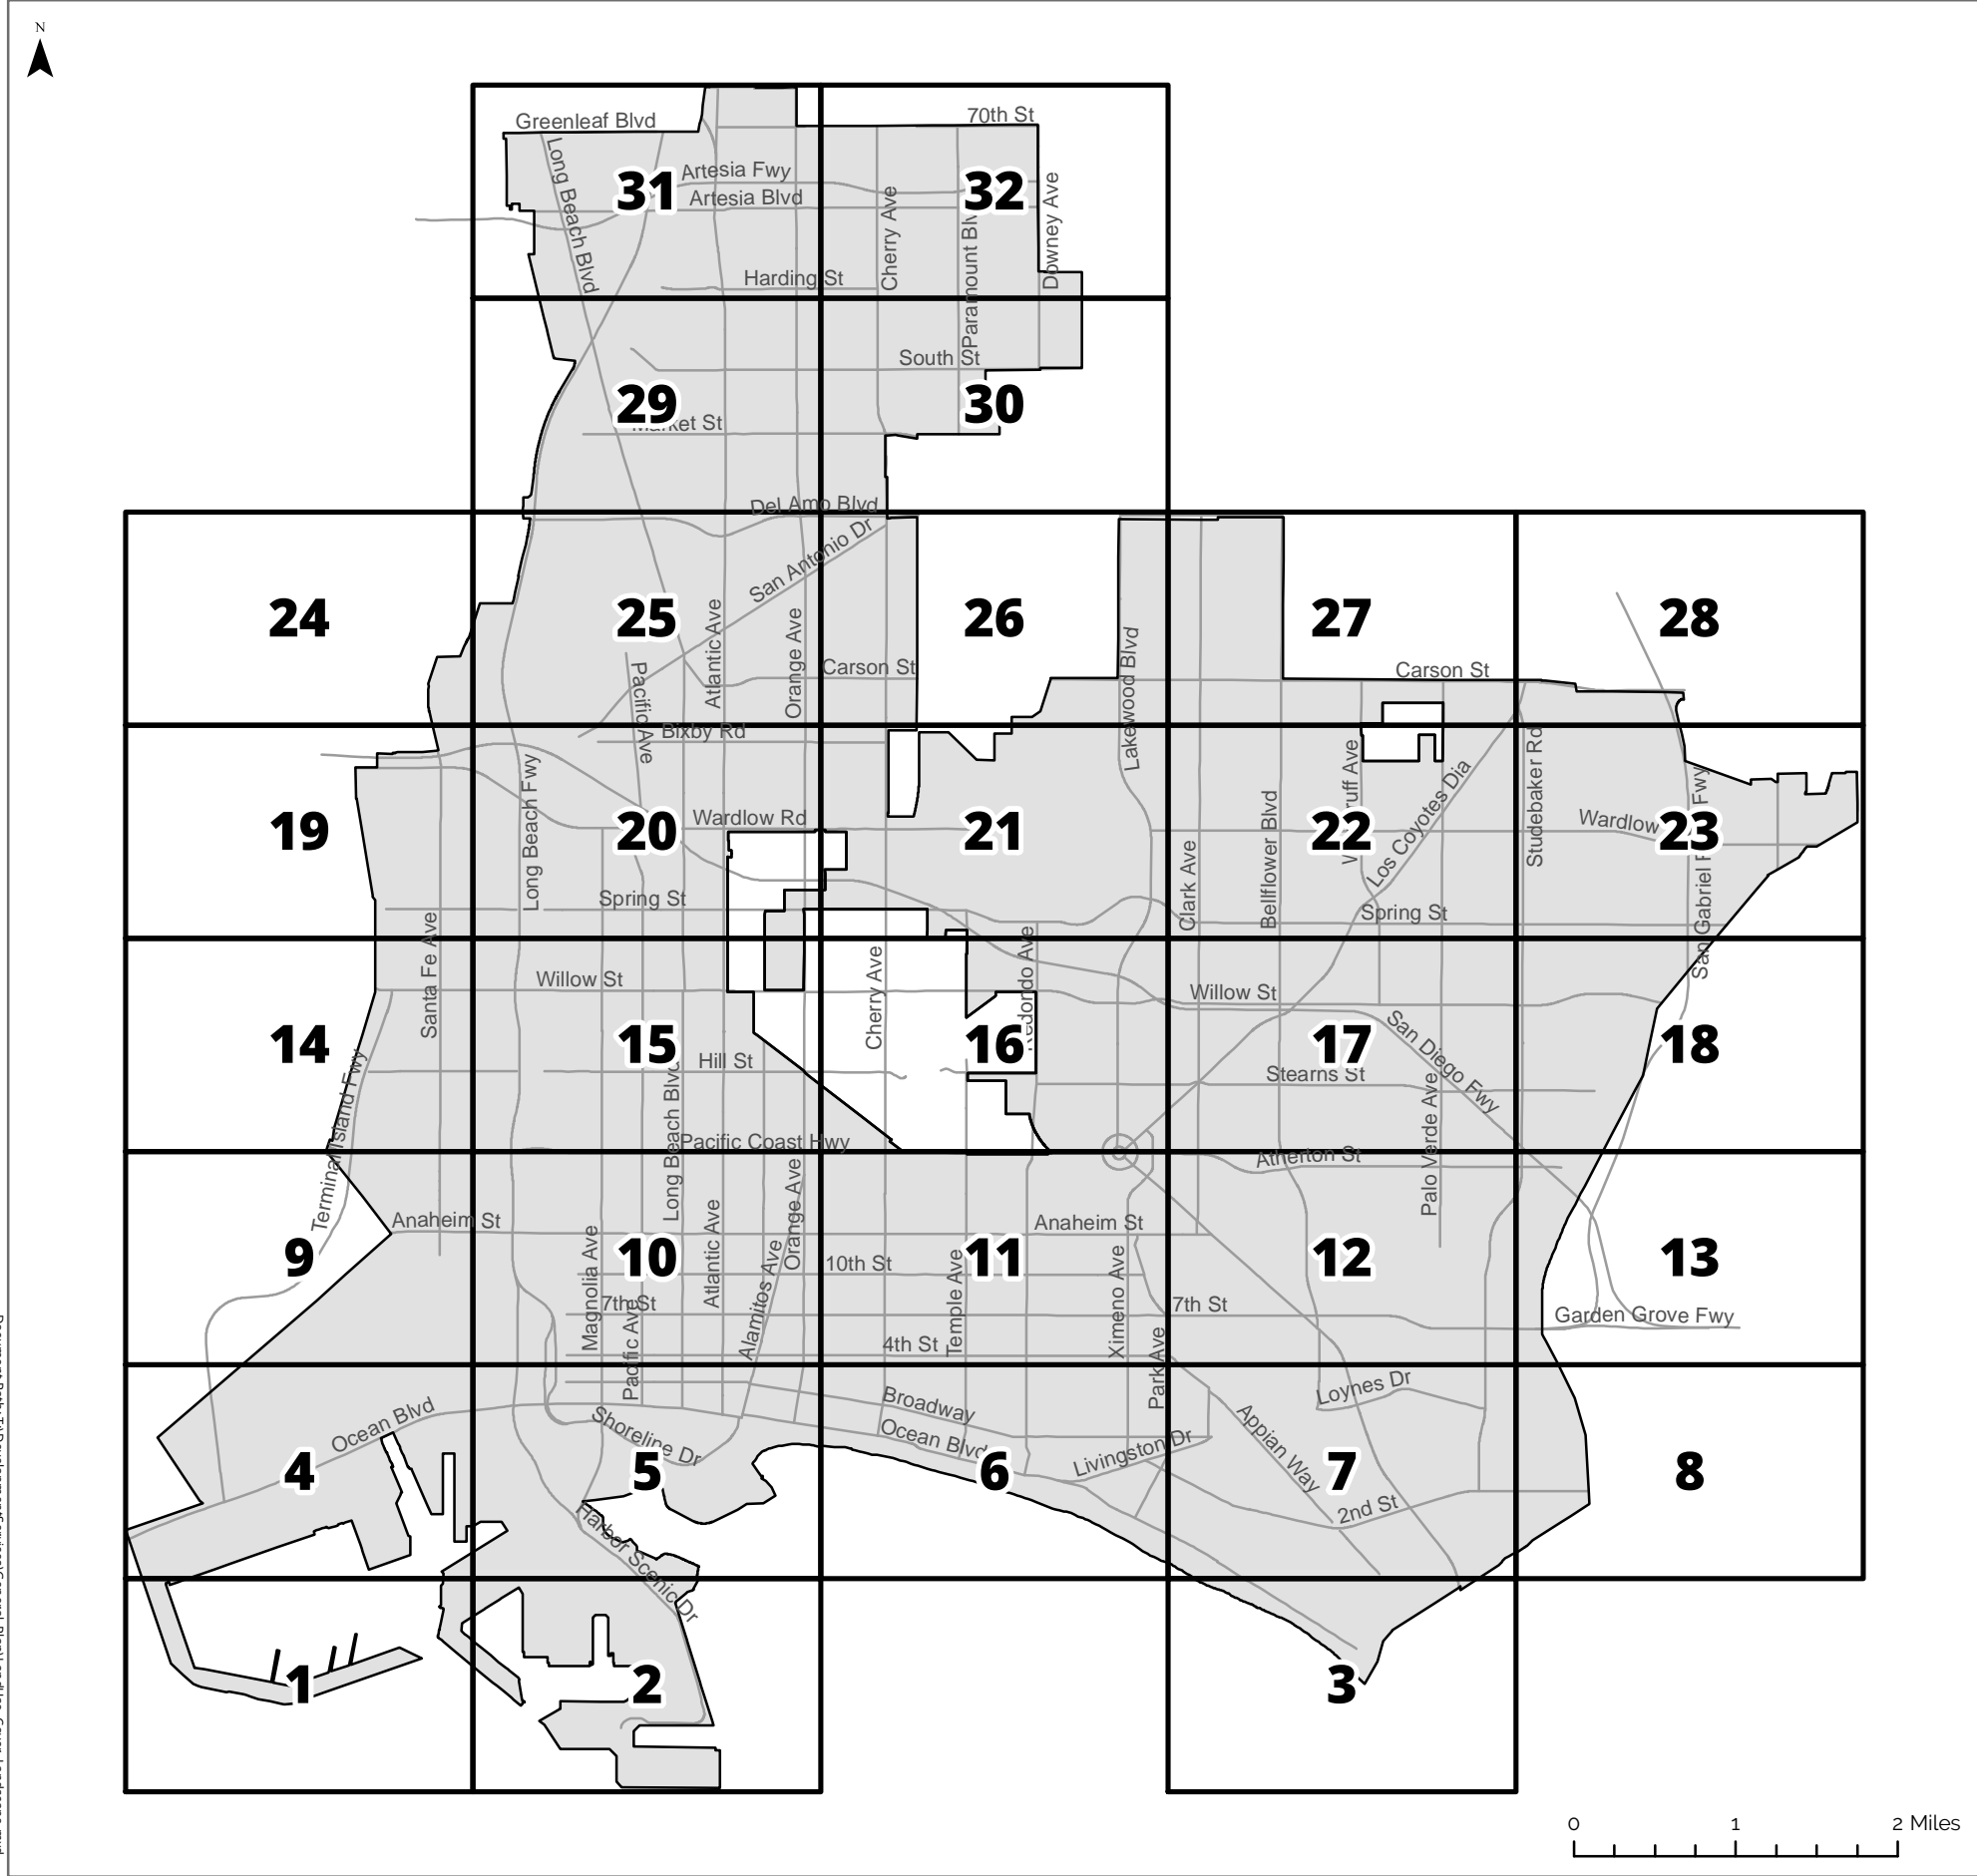 N
Greenleaf Blvd
70th St
Long Beach Blvd
Artesia Fwy
31
32
Artesia Blvd
Cherry Ave
Paramount Blvd
Downey Ave
Harding St
South St
29
30
Market St
Del Amo Blvd
San Antonio Dr
24
25
26
27
28
Atlantic Ave
Orange Ave
Lakewood Blvd
Carson St
Carson St
Pacific Ave
Bixby Rd
Long Beach Fwy
Wardlow Rd
Los Coyotes Dia
Studebaker Rd
Wardlow
19
20
21
22
23
Clark Ave
Bellflower Blvd
San Gabriel
Fwy
Spring St
Spring St
Santa Fe Ave
Willow St
Cherry Ave
Redondo Ave
Willow St
San Diego Fwy
14
15
16
17
18
Hill St
Stearns St
Terminal Island Fwy
Long Beach Blvd
Pacific Coast Hwy
Atherton St
Palo Verde Ave
Anaheim St
Anaheim St
Orange Ave
9
10
11
12
13
Magnolia Ave
Atlantic Ave
Alamitos Ave
10th St
Temple Ave
Ximeno Ave
7th St
7th St
Garden Grove Fwy
Pacific Ave
4th St
Park Ave
Ocean Blvd
Shoreline Dr
Broadway
Ocean Blvd
Livingston Dr
Loynes Dr
Appian Way
2nd St
4
5
6
7
8
Harbor Scenic Dr
1
2
3
0 1 2 Miles